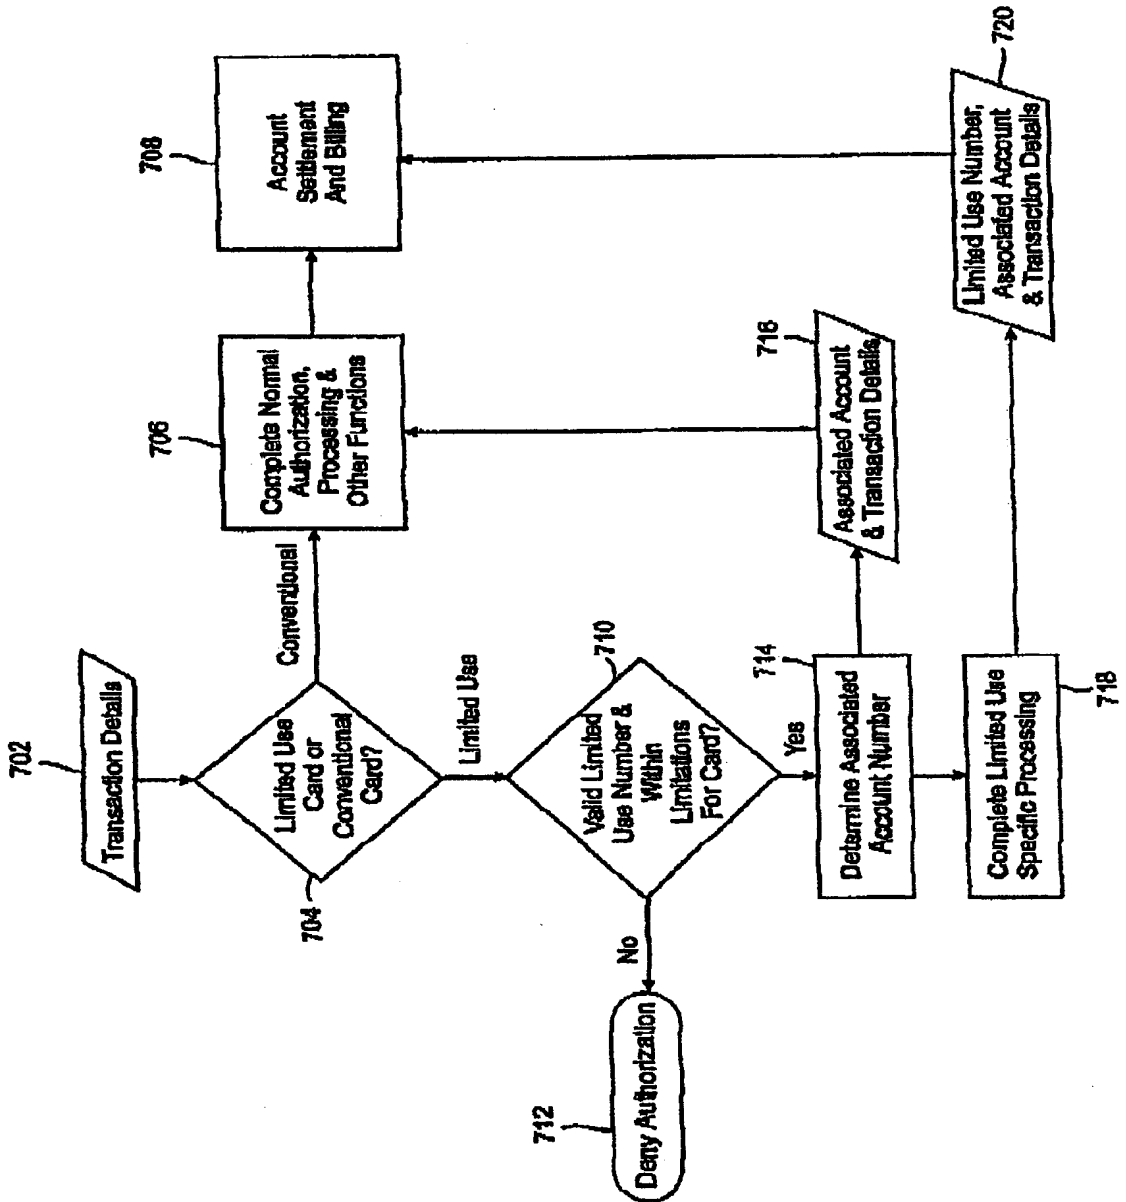 702
Transaction Details
704
Limited Use
Card or
Conventional
Card?
Conventional
706
Complete Normal
Authorization,
Processing &
Other Functions
708
Account
Settlement
And Billing
Limited Use
710
Valid Limited
Use Number &
Within
Limitations
For Card?
No
712
Deny Authorization
Yes
714
Determine Associated
Account Number
716
Associated Account
& Transaction Details
718
Complete Limited Use
Specific Processing
720
Limited Use Number,
Associated Account
& Transaction Details